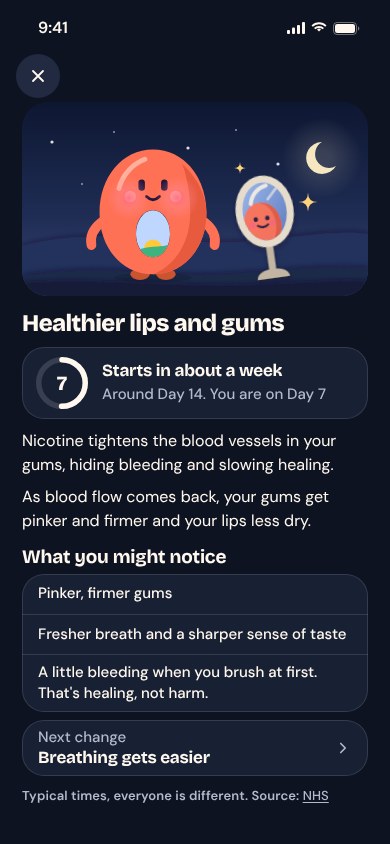 9:41
Healthier lips and gums
7
Starts in about a week
Around Day 14. You are on Day 7
Nicotine tightens the blood vessels in your
gums, hiding bleeding and slowing healing.
As blood flow comes back, your gums get
pinker and firmer and your lips less dry.
What you might notice
Pinker, firmer gums
Fresher breath and a sharper sense of taste
A little bleeding when you brush at first.
That's healing, not harm.
Next change
Breathing gets easier
Typical times, everyone is different. Source: NHS